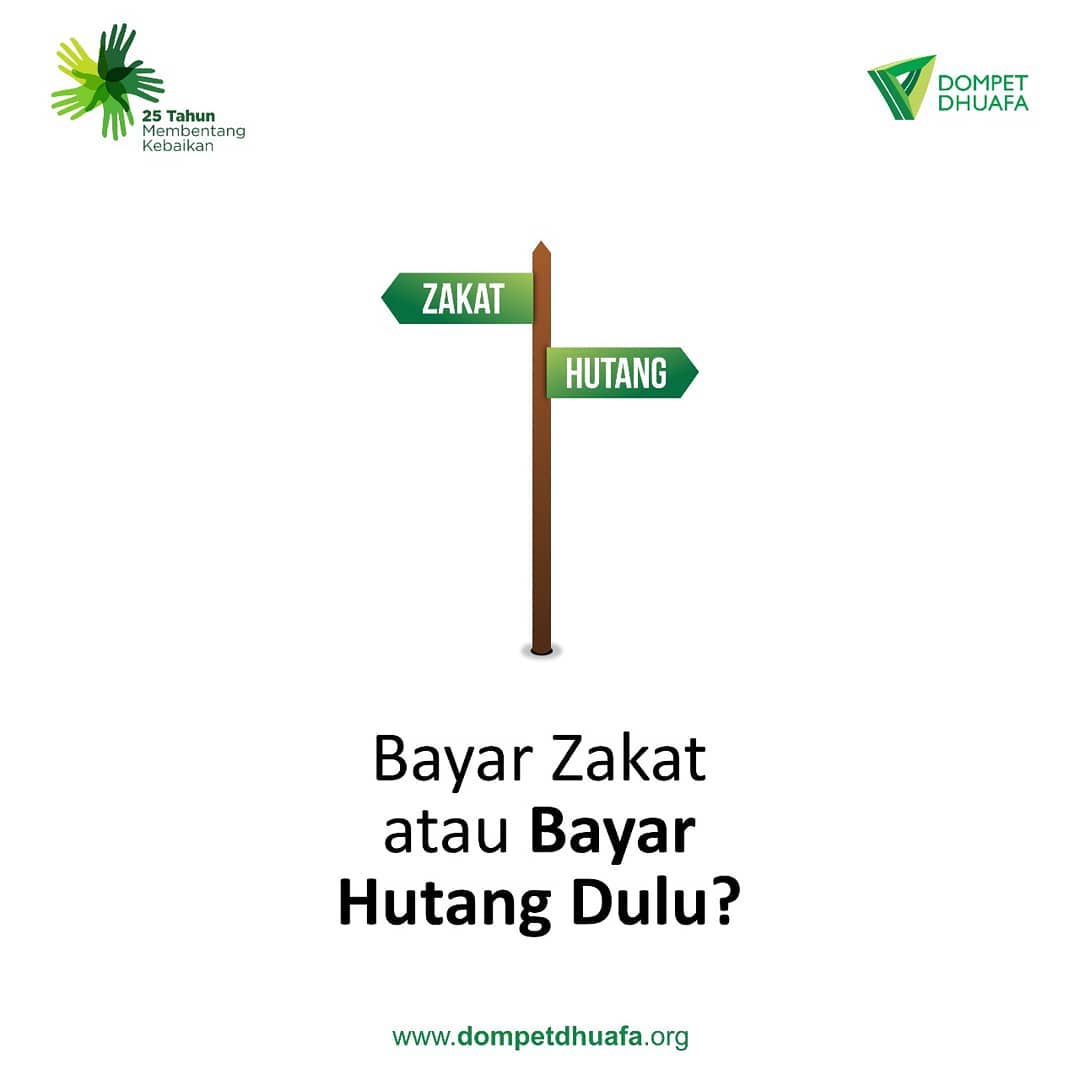 25 Tahun
Membentang
Kebaikan
DOMPET
DHUAFA
ZAKAT
HUTANG
Bayar Zakat
atau Bayar
Hutang Dulu?
www.dompetdhuafa.org